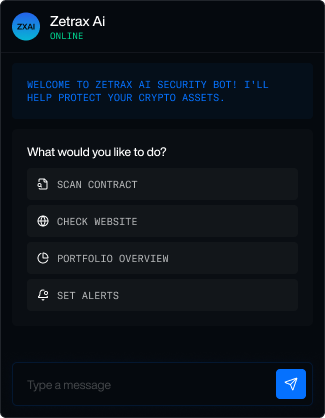 ZXAI
Zetrax Ai
ONLINE
WELCOME TO ZETRAX AI SECURITY BOT! I'LL
HELP PROTECT YOUR CRYPTO ASSETS.
What would you like to do?
SCAN CONTRACT
CHECK WEBSITE
PORTFOLIO OVERVIEW
SET ALERTS
Type a message